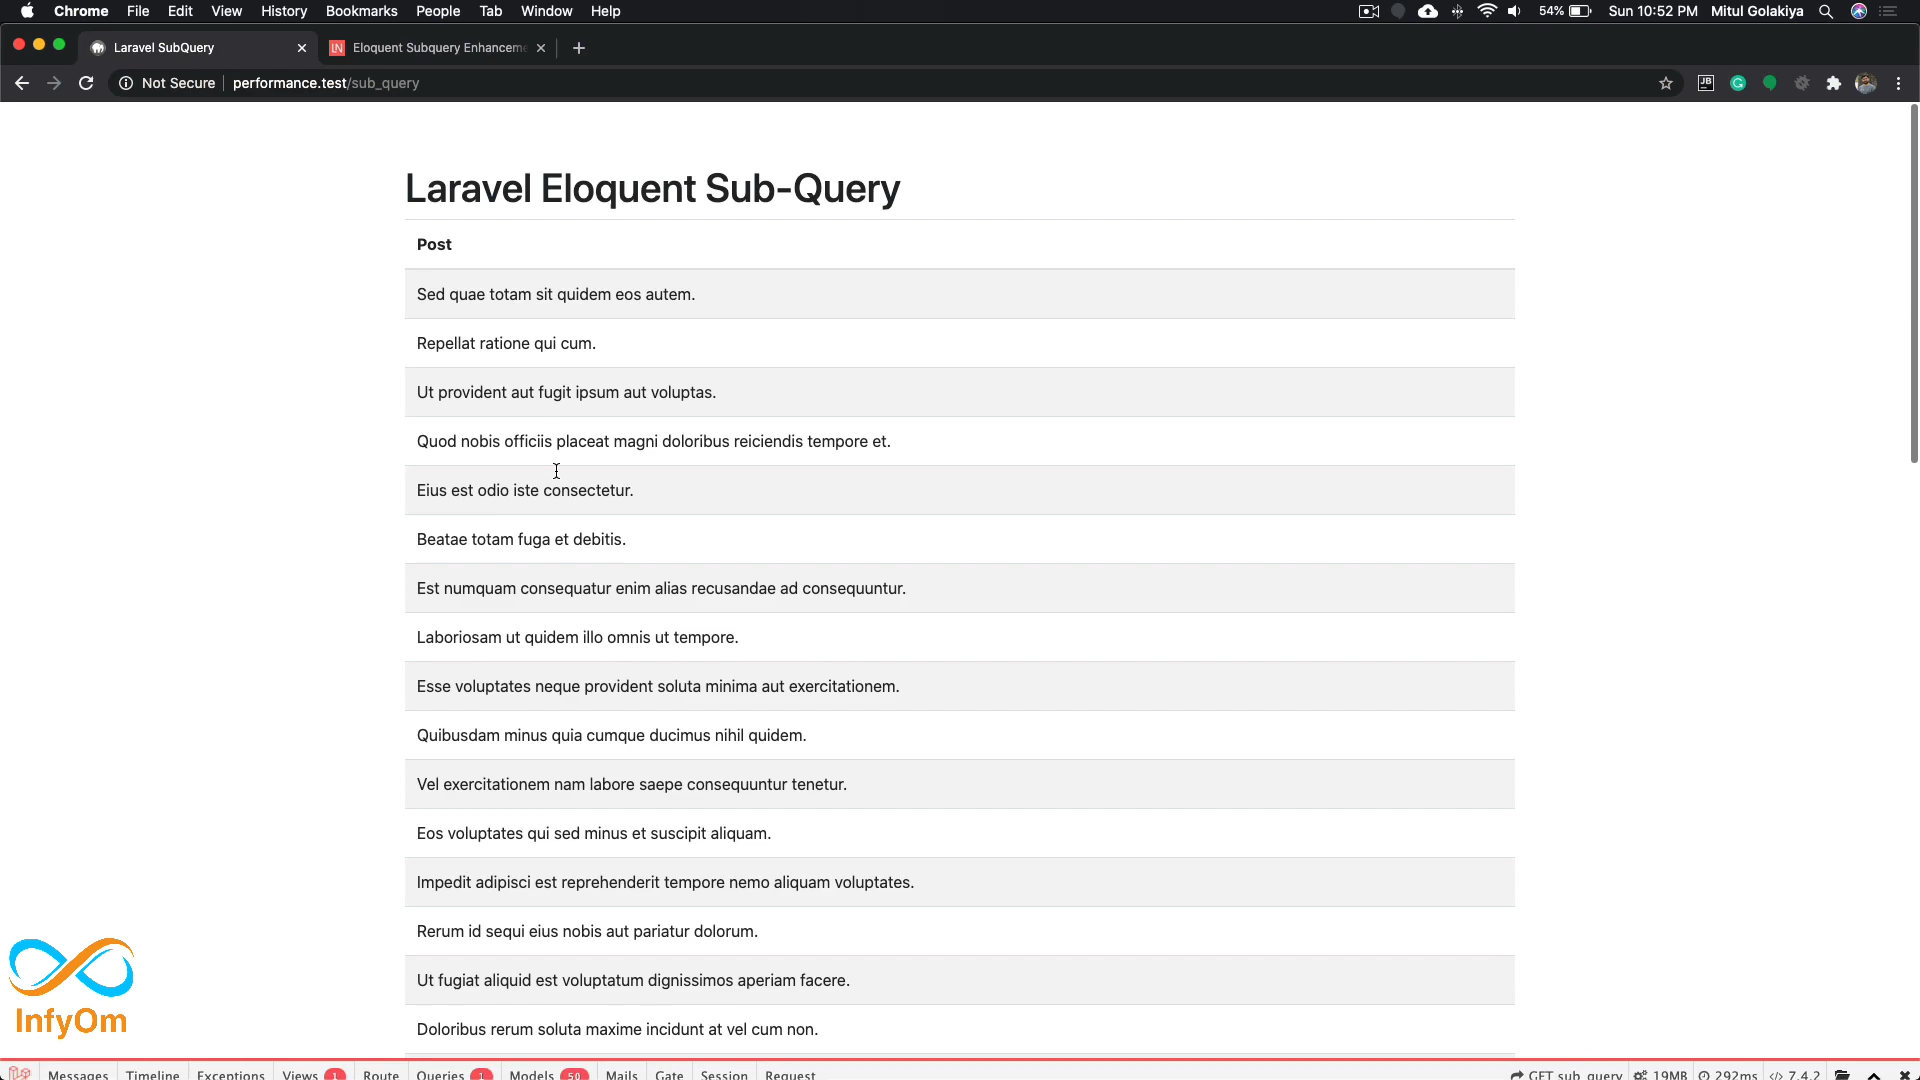 Chrome File Edit View History Bookmarks People Tab Window Help 54% Sun 10:52 PM Mitul Golakiya
Laravel SubQuery LN Eloquent Subquery Enhanceme
Not Secure performance.test/sub_query JB G
Laravel Eloquent Sub-Query
Post
Sed quae totam sit quidem eos autem.
Repellat ratione qui cum.
Ut provident aut fugit ipsum aut voluptas.
Quod nobis officiis placeat magni doloribus reiciendis tempore et.
Eius est odio iste consectetur.
Beatae totam fuga et debitis.
Est numquam consequatur enim alias recusandae ad consequuntur.
Laboriosam ut quidem illo omnis ut tempore.
Esse voluptates neque provident soluta minima aut exercitationem.
Quibusdam minus quia cumque ducimus nihil quidem.
Vel exercitationem nam labore saepe consequuntur tenetur.
Eos voluptates qui sed minus et suscipit aliquam.
Impedit adipisci est reprehenderit tempore nemo aliquam voluptates.
Rerum id sequi eius nobis aut pariatur dolorum.
Ut fugiat aliquid est voluptatum dignissimos aperiam facere.
Doloribus rerum soluta maxime incidunt at vel cum non.
InfyOm
Messages Timeline Exceptions Views 1 Route Queries 1 Models 50 Mails Gate Session Request GET sub_query 19MB 292ms 7.4.2